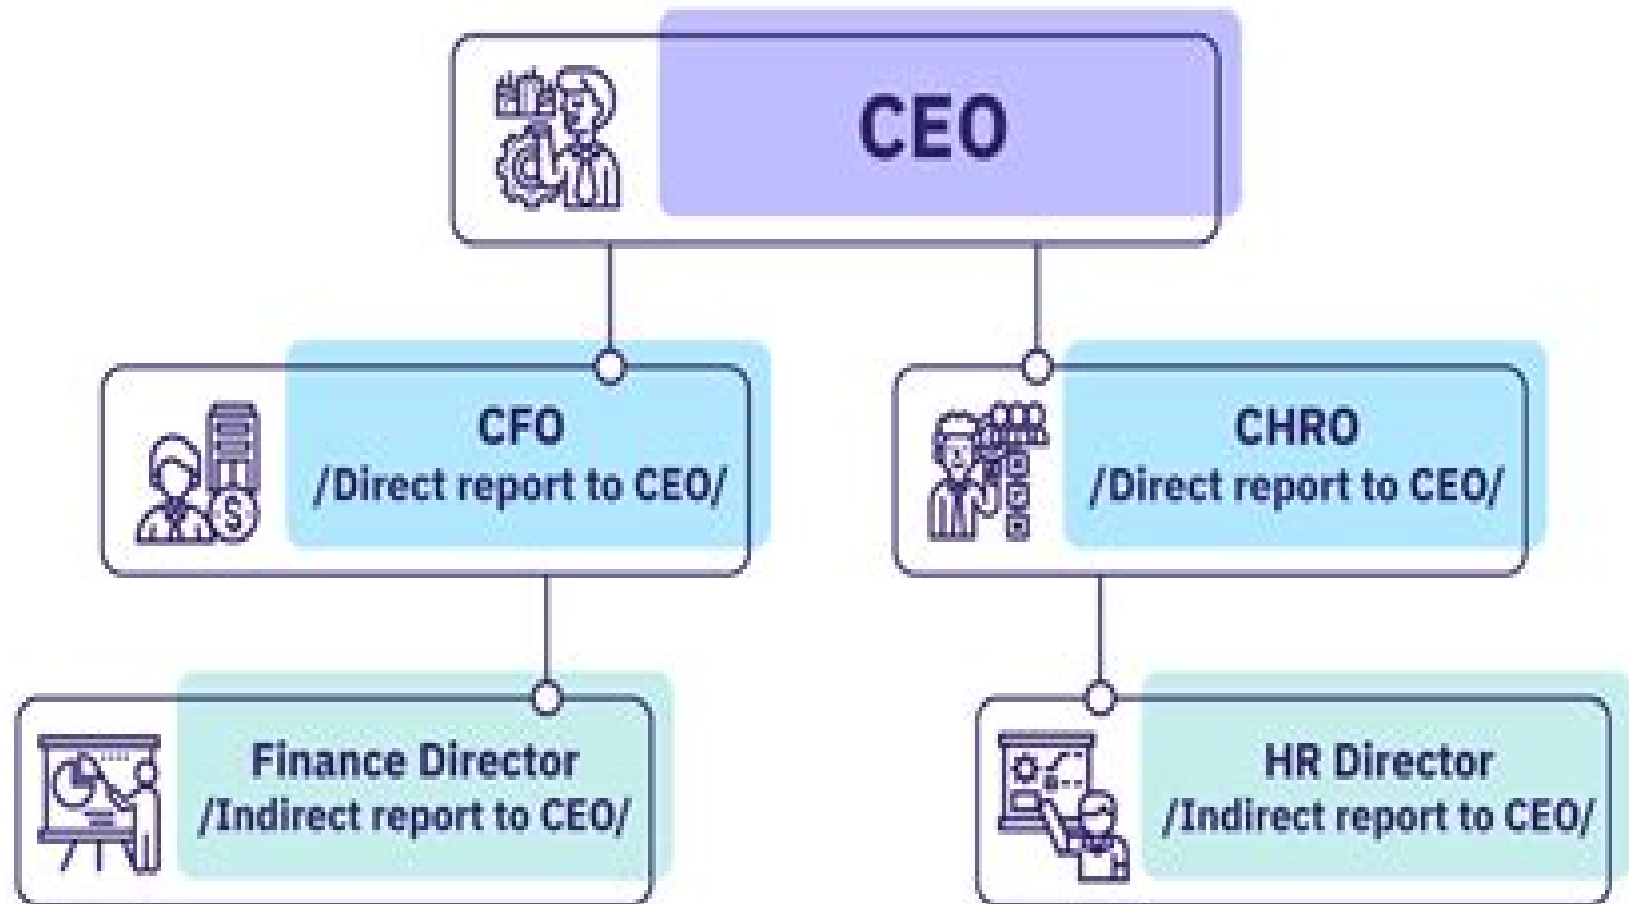 CEO
CFO
/Direct report to CEO/
CHRO
/Direct report to CEO/
Finance Director
/Indirect report to CEO/
HR Director
/Indirect report to CEO/